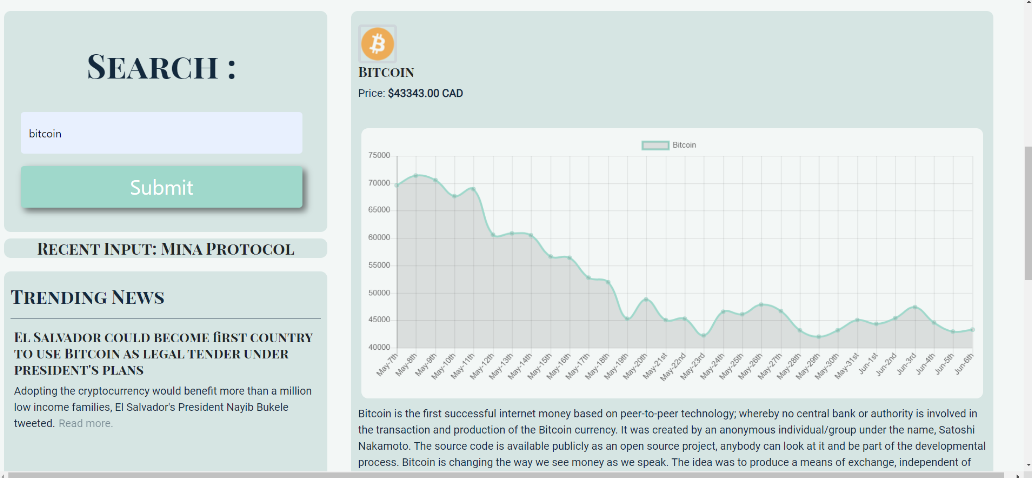 Search :
bitcoin
Submit
Recent Input: Mina Protocol
Trending News
El Salvador could become first country
to use Bitcoin as legal tender under
president's plans
Adopting the cryptocurrency would benefit more than a million
low income families, El Salvador's President Nayib Bukele
tweeted. Read more.
Bitcoin
Price: $43343.00 CAD
Bitcoin
75000
70000
65000
60000
55000
50000
45000
40000
May-7th
May-8th
May-9th
May-10th
May-11th
May-12th
May-13th
May-14th
May-15th
May-16th
May-17th
May-18th
May-19th
May-20th
May-21st
May-22nd
May-23rd
May-24th
May-25th
May-26th
May-27th
May-28th
May-29th
May-30th
May-31st
Jun-1st
Jun-2nd
Jun-3rd
Jun-4th
Jun-5th
Jun-6th
Bitcoin is the first successful internet money based on peer-to-peer technology; whereby no central bank or authority is involved in
the transaction and production of the Bitcoin currency. It was created by an anonymous individual/group under the name, Satoshi
Nakamoto. The source code is available publicly as an open source project, anybody can look at it and be part of the developmental
process. Bitcoin is changing the way we see money as we speak. The idea was to produce a means of exchange, independent of